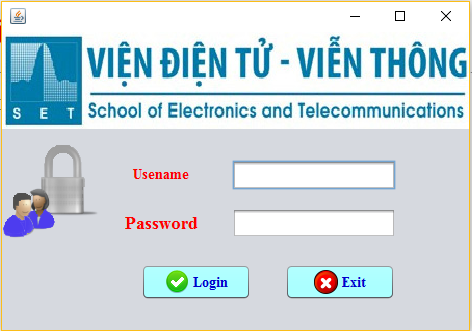 VIỆN ĐIỆN TỬ - VIỄN THÔNG
S E T
School of Electronics and Telecommunications
Usename
Password
Login
Exit